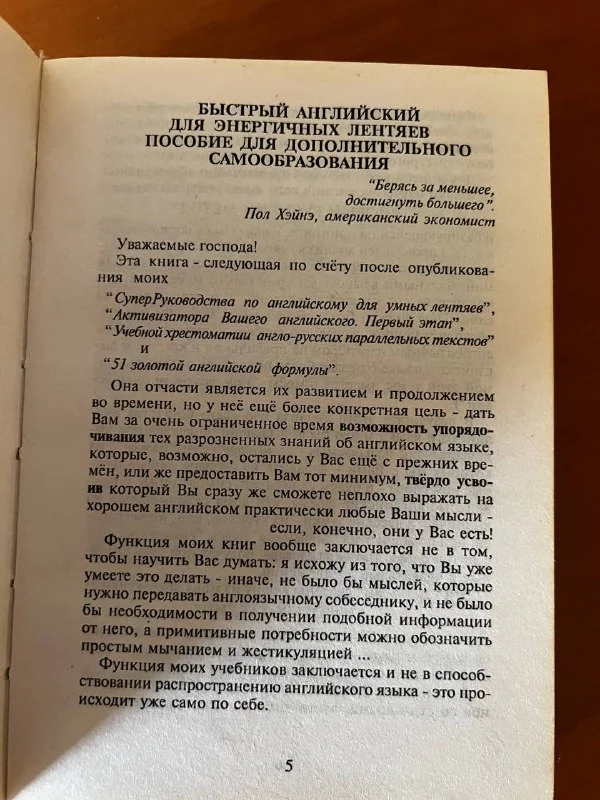 БЫСТРЫЙ АНГЛИЙСКИЙ
ДЛЯ ЭНЕРГИЧНЫХ ЛЕНТЯЕВ
ПОСОБИЕ ДЛЯ ДОПОЛНИТЕЛЬНОГО
САМООБРАЗОВАНИЯ
“Берясь за меньшее,
достигнуть большего”.
Пол Хэйнэ, американский экономист
Уважаемые господа!
Эта книга - следующая по счёту после опубликова
ния моих
“СуперРуководства по английскому для умных лентяев”,
“Активизатора Вашего английского. Первый этап”,
“Учебной хрестоматии англо-русских параллельных текстов”
и
“51 золотой английской формулы”.
Она отчасти является их развитием и продолжением
во времени, но у неё ещё более конкретная цель - дать
Вам за очень ограниченное время возможность упорядо-
чивания тех разрозненных знаний об английском языке,
которые, возможно, остались у Вас ещё с прежних вре-
мён, или же предоставить Вам тот минимум, твёрдо усво-
ив который Вы сразу же сможете неплохо выражать на
хорошем английском практически любые Ваши мысли -
если, конечно, они у Вас есть!
Функция моих книг вообще заключается не в том,
чтобы научить Вас думать: я исхожу из того, что Вы уже
умеете это делать - иначе, не было бы мыслей, которые
нужно передавать англоязычному собеседнику, и не было
бы необходимости в получении подобной информации
от него, а примитивные потребности можно обозначить
простым мычанием и жестикуляцией ...
Функция моих учебников заключается и не в способ-
ствовании распространению английского языка - это про-
исходит уже само по себе.
5